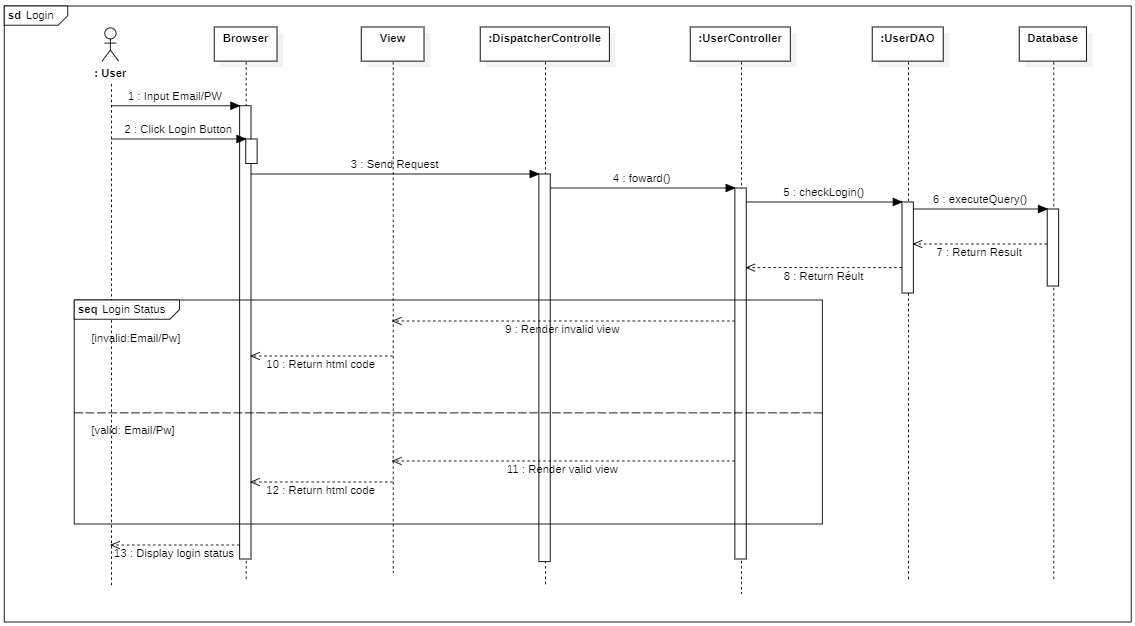 sd Login
Browser
View
:DispatcherControlle
:UserController
:UserDAO
Database
: User
1 : Input Email/PW
2 : Click Login Button
3 : Send Request
4 : foward()
5 : checkLogin()
6 : executeQuery()
7 : Return Result
8 : Return Réult
seq Login Status
9 : Render invalid view
[invalid:Email/Pw]
10 : Return html code
[valid: Email/Pw]
11 : Render valid view
12 : Return html code
13 : Display login status